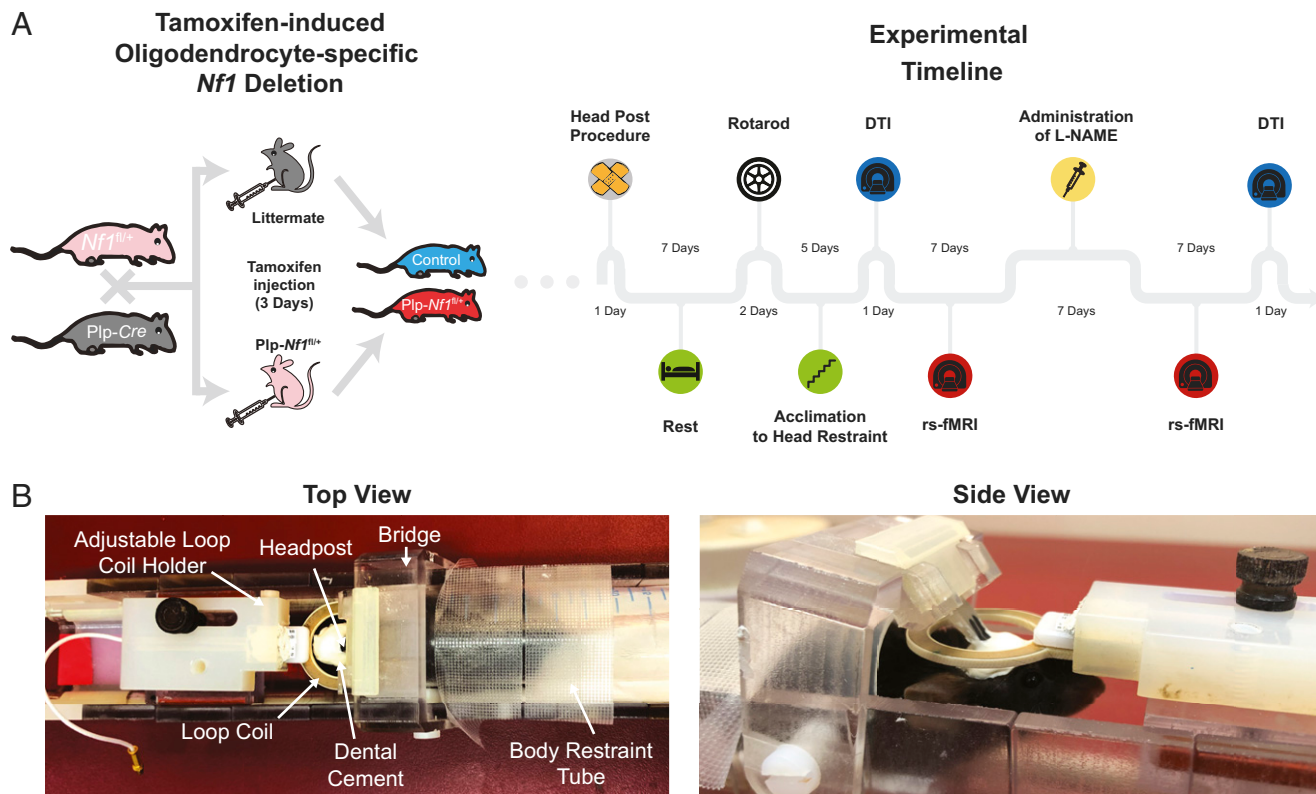 A
Tamoxifen-induced
Oligodendrocyte-specific
Nf1 Deletion
Nf1fl/+
Plp-Cre
Littermate
Tamoxifen
injection
(3 Days)
Plp-Nf1fl/+
Control
Plp-Nf1fl/+
Experimental
Timeline
Head Post
Procedure
Rotarod
DTI
Administration
of L-NAME
DTI
7 Days
5 Days
7 Days
7 Days
1 Day
2 Days
1 Day
7 Days
1 Day
Rest
Acclimation
to Head Restraint
rs-fMRI
rs-fMRI
B
Top View
Adjustable Loop
Coil Holder
Headpost
Bridge
Loop Coil
Dental
Cement
Body Restraint
Tube
Side View